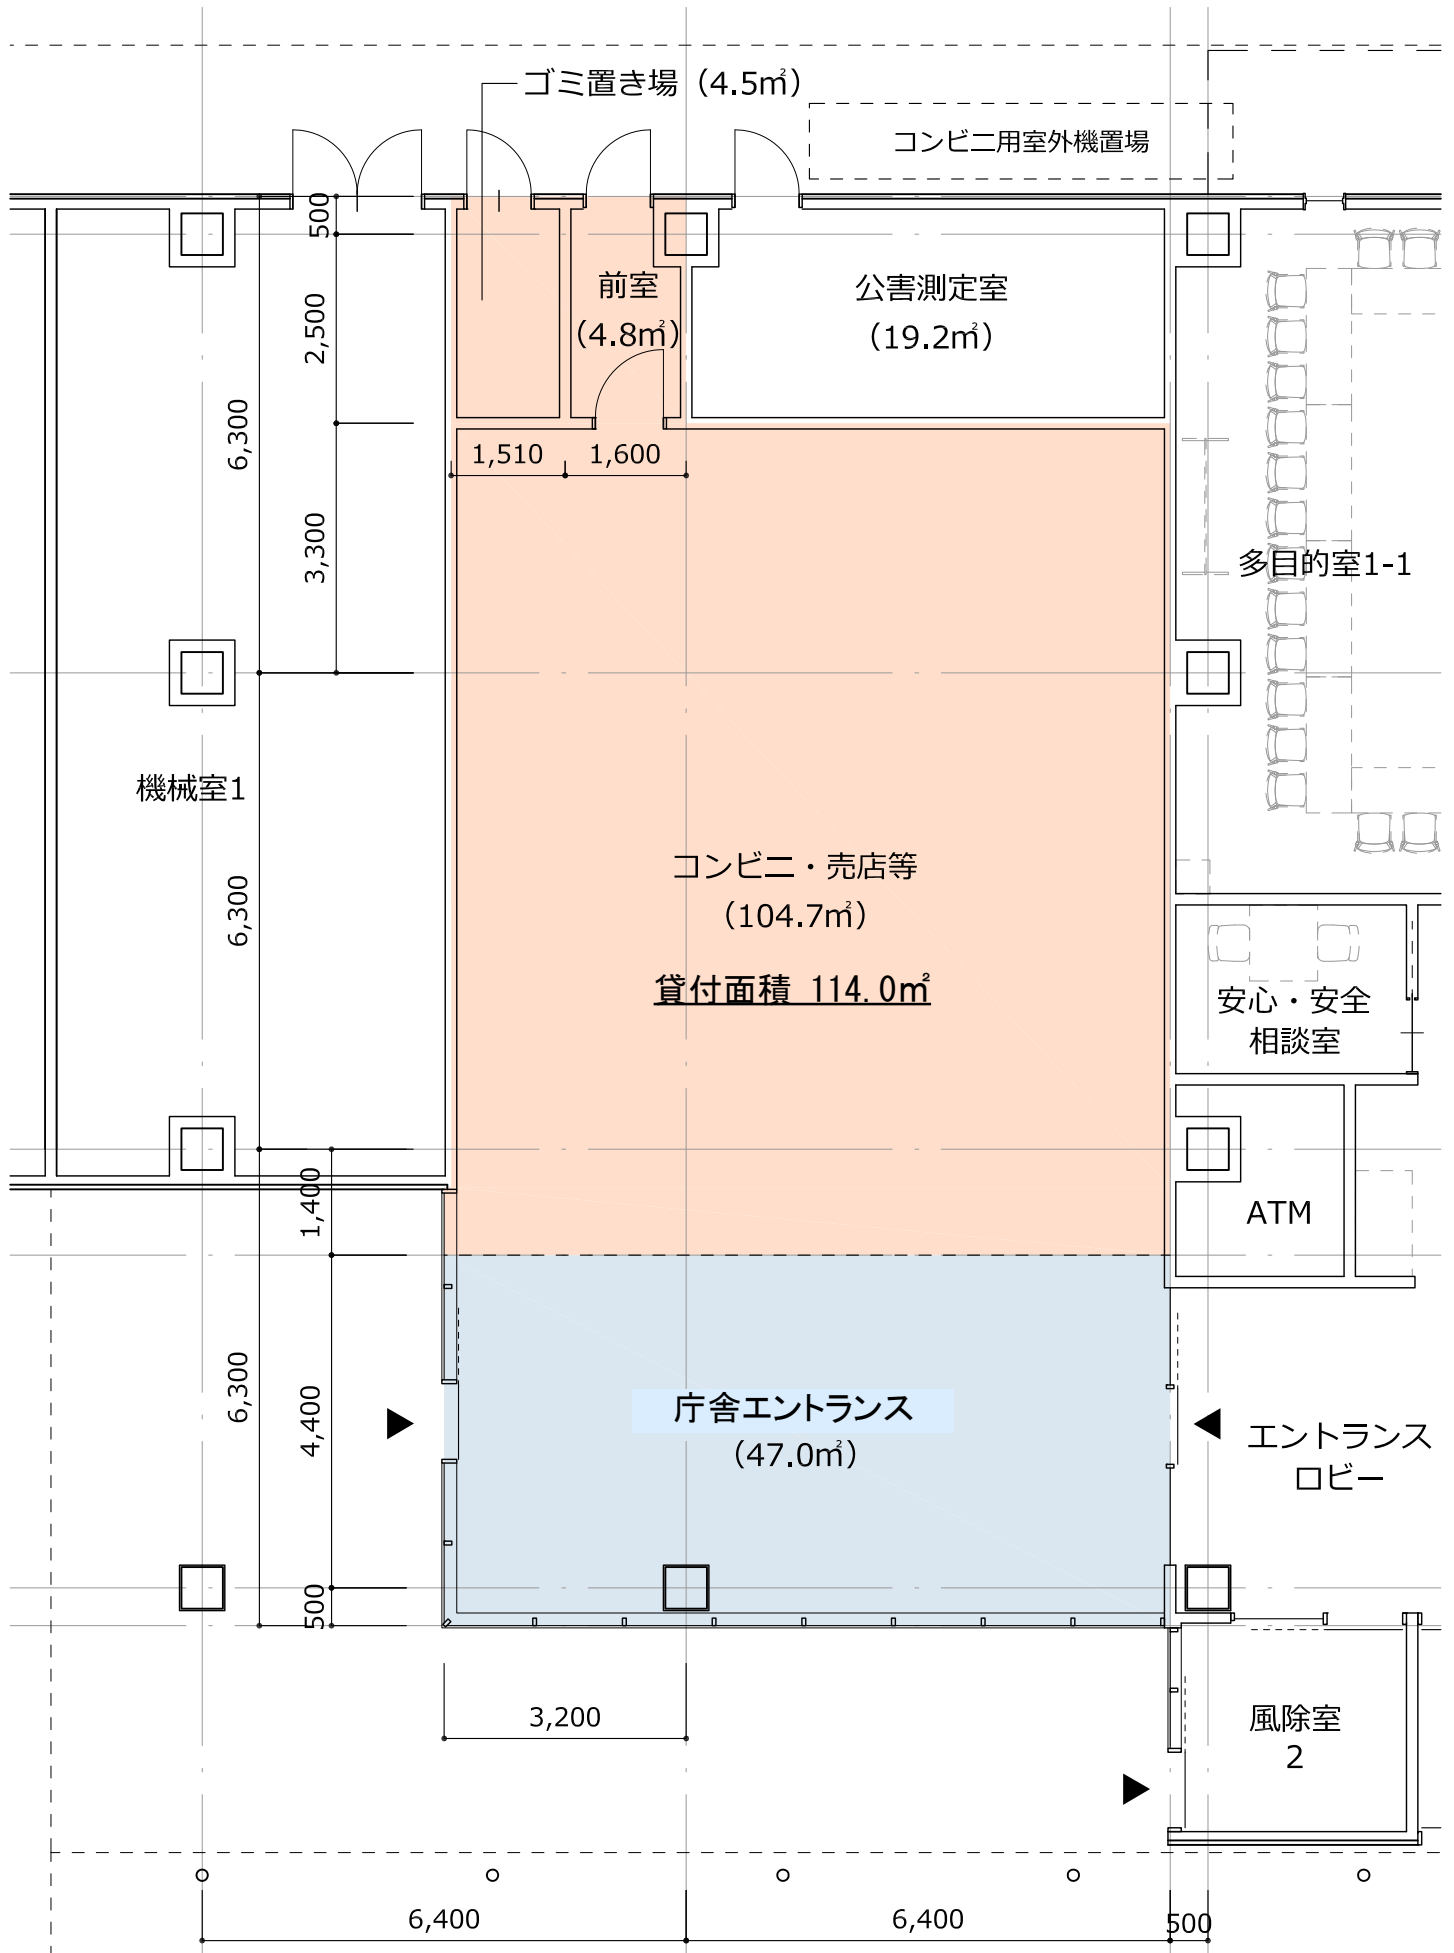 ゴミ置き場（4.5㎡）
コンビニ用室外機置場
500
2,500
前室
（4.8㎡）
公害測定室
（19.2㎡）
6,300
1,510
1,600
3,300
多目的室1-1
機械室1
コンビニ・売店等
（104.7㎡）
貸付面積 114.0㎡
6,300
安心・安全
相談室
1,400
ATM
6,300
4,400
庁舎エントランス
（47.0㎡）
エントランス
ロビー
500
3,200
風除室
2
6,400
6,400
500